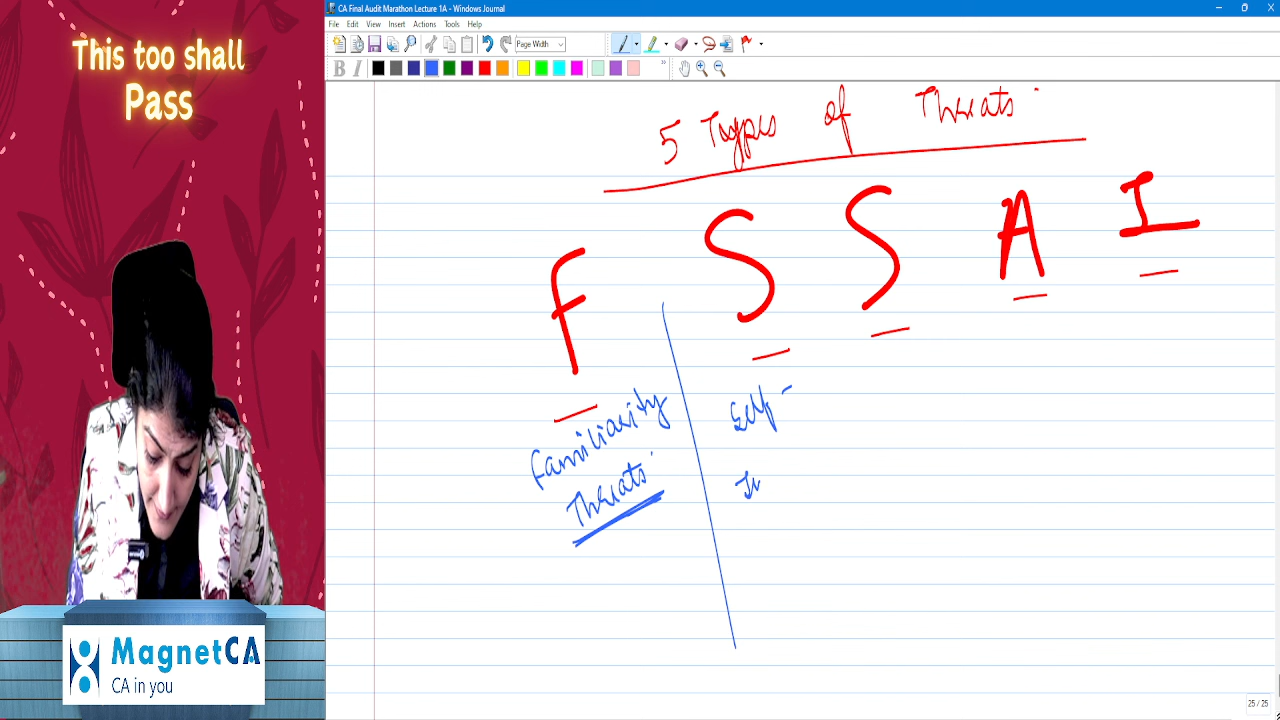 This too shall
Pass
MagnetCA
CA in you
CA Final Audit Marathon Lecture 1A - Windows Journal
File Edit View Insert Actions Tools Help
Page Width
B I
5 Types of Threats
F S S A I
Familiarity
Threats
Self -
In
25 / 25